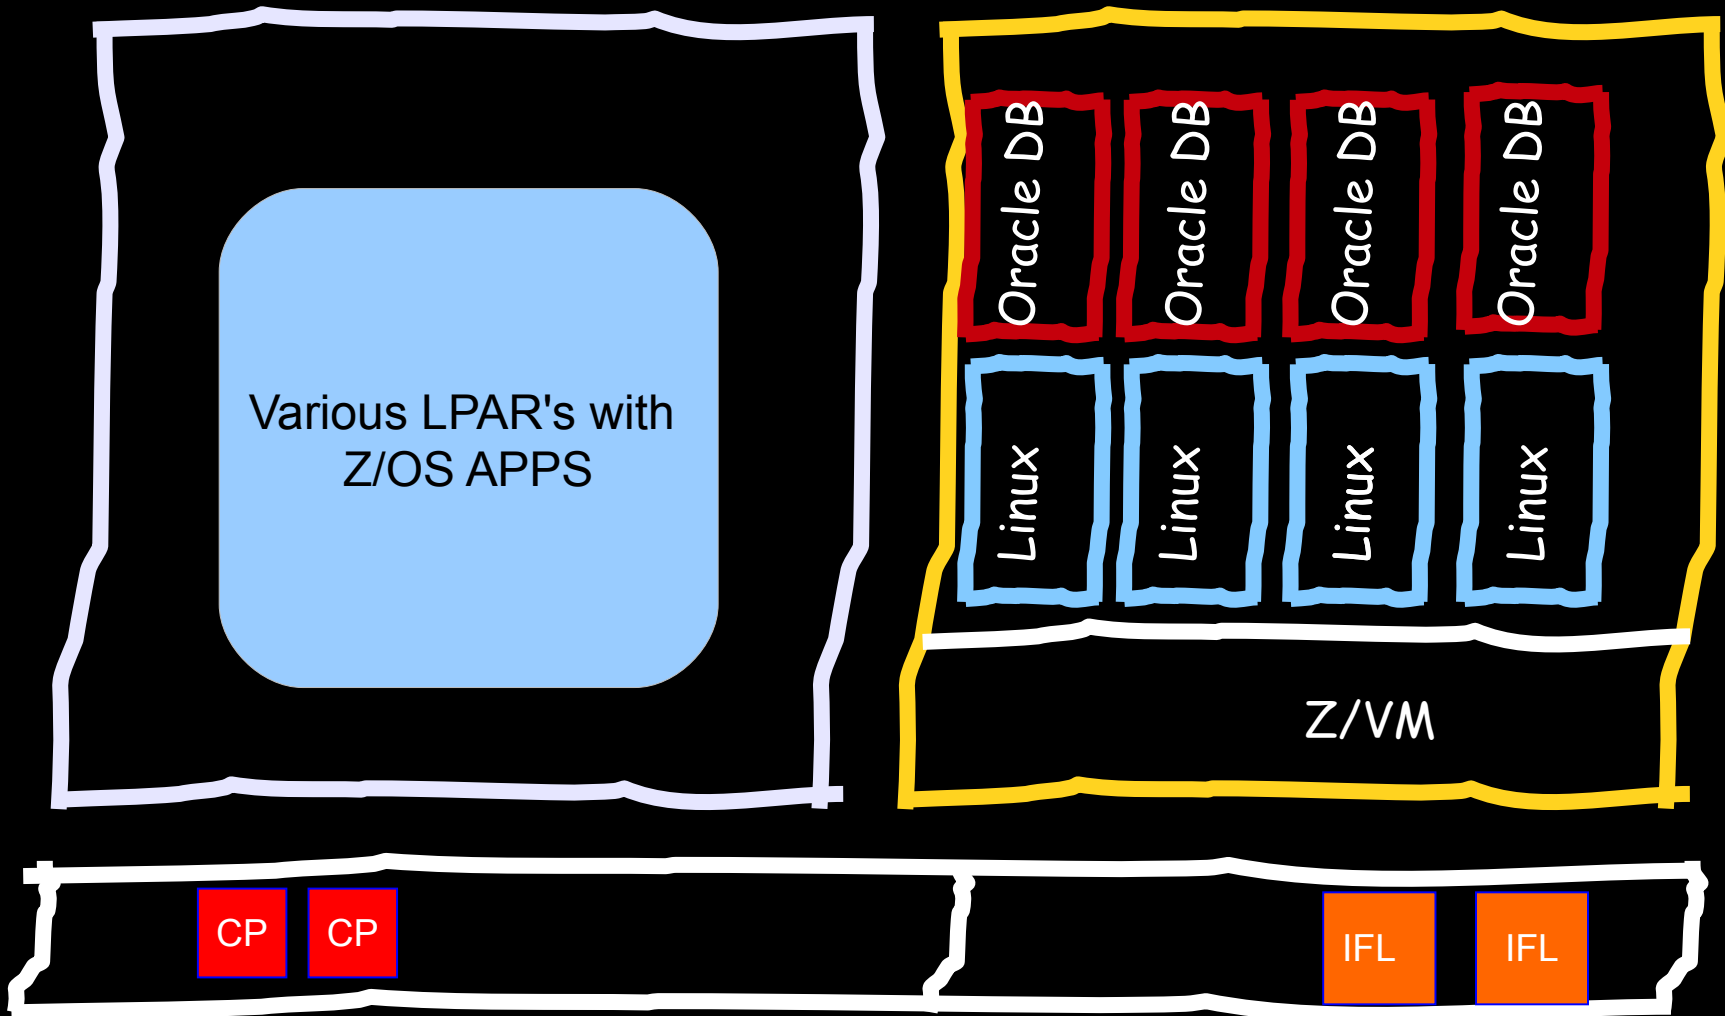 Various LPAR's with
Z/OS APPS
Oracle DB
Oracle DB
Oracle DB
Oracle DB
Linux
Linux
Linux
Linux
Z/VM
CP
CP
IFL
IFL